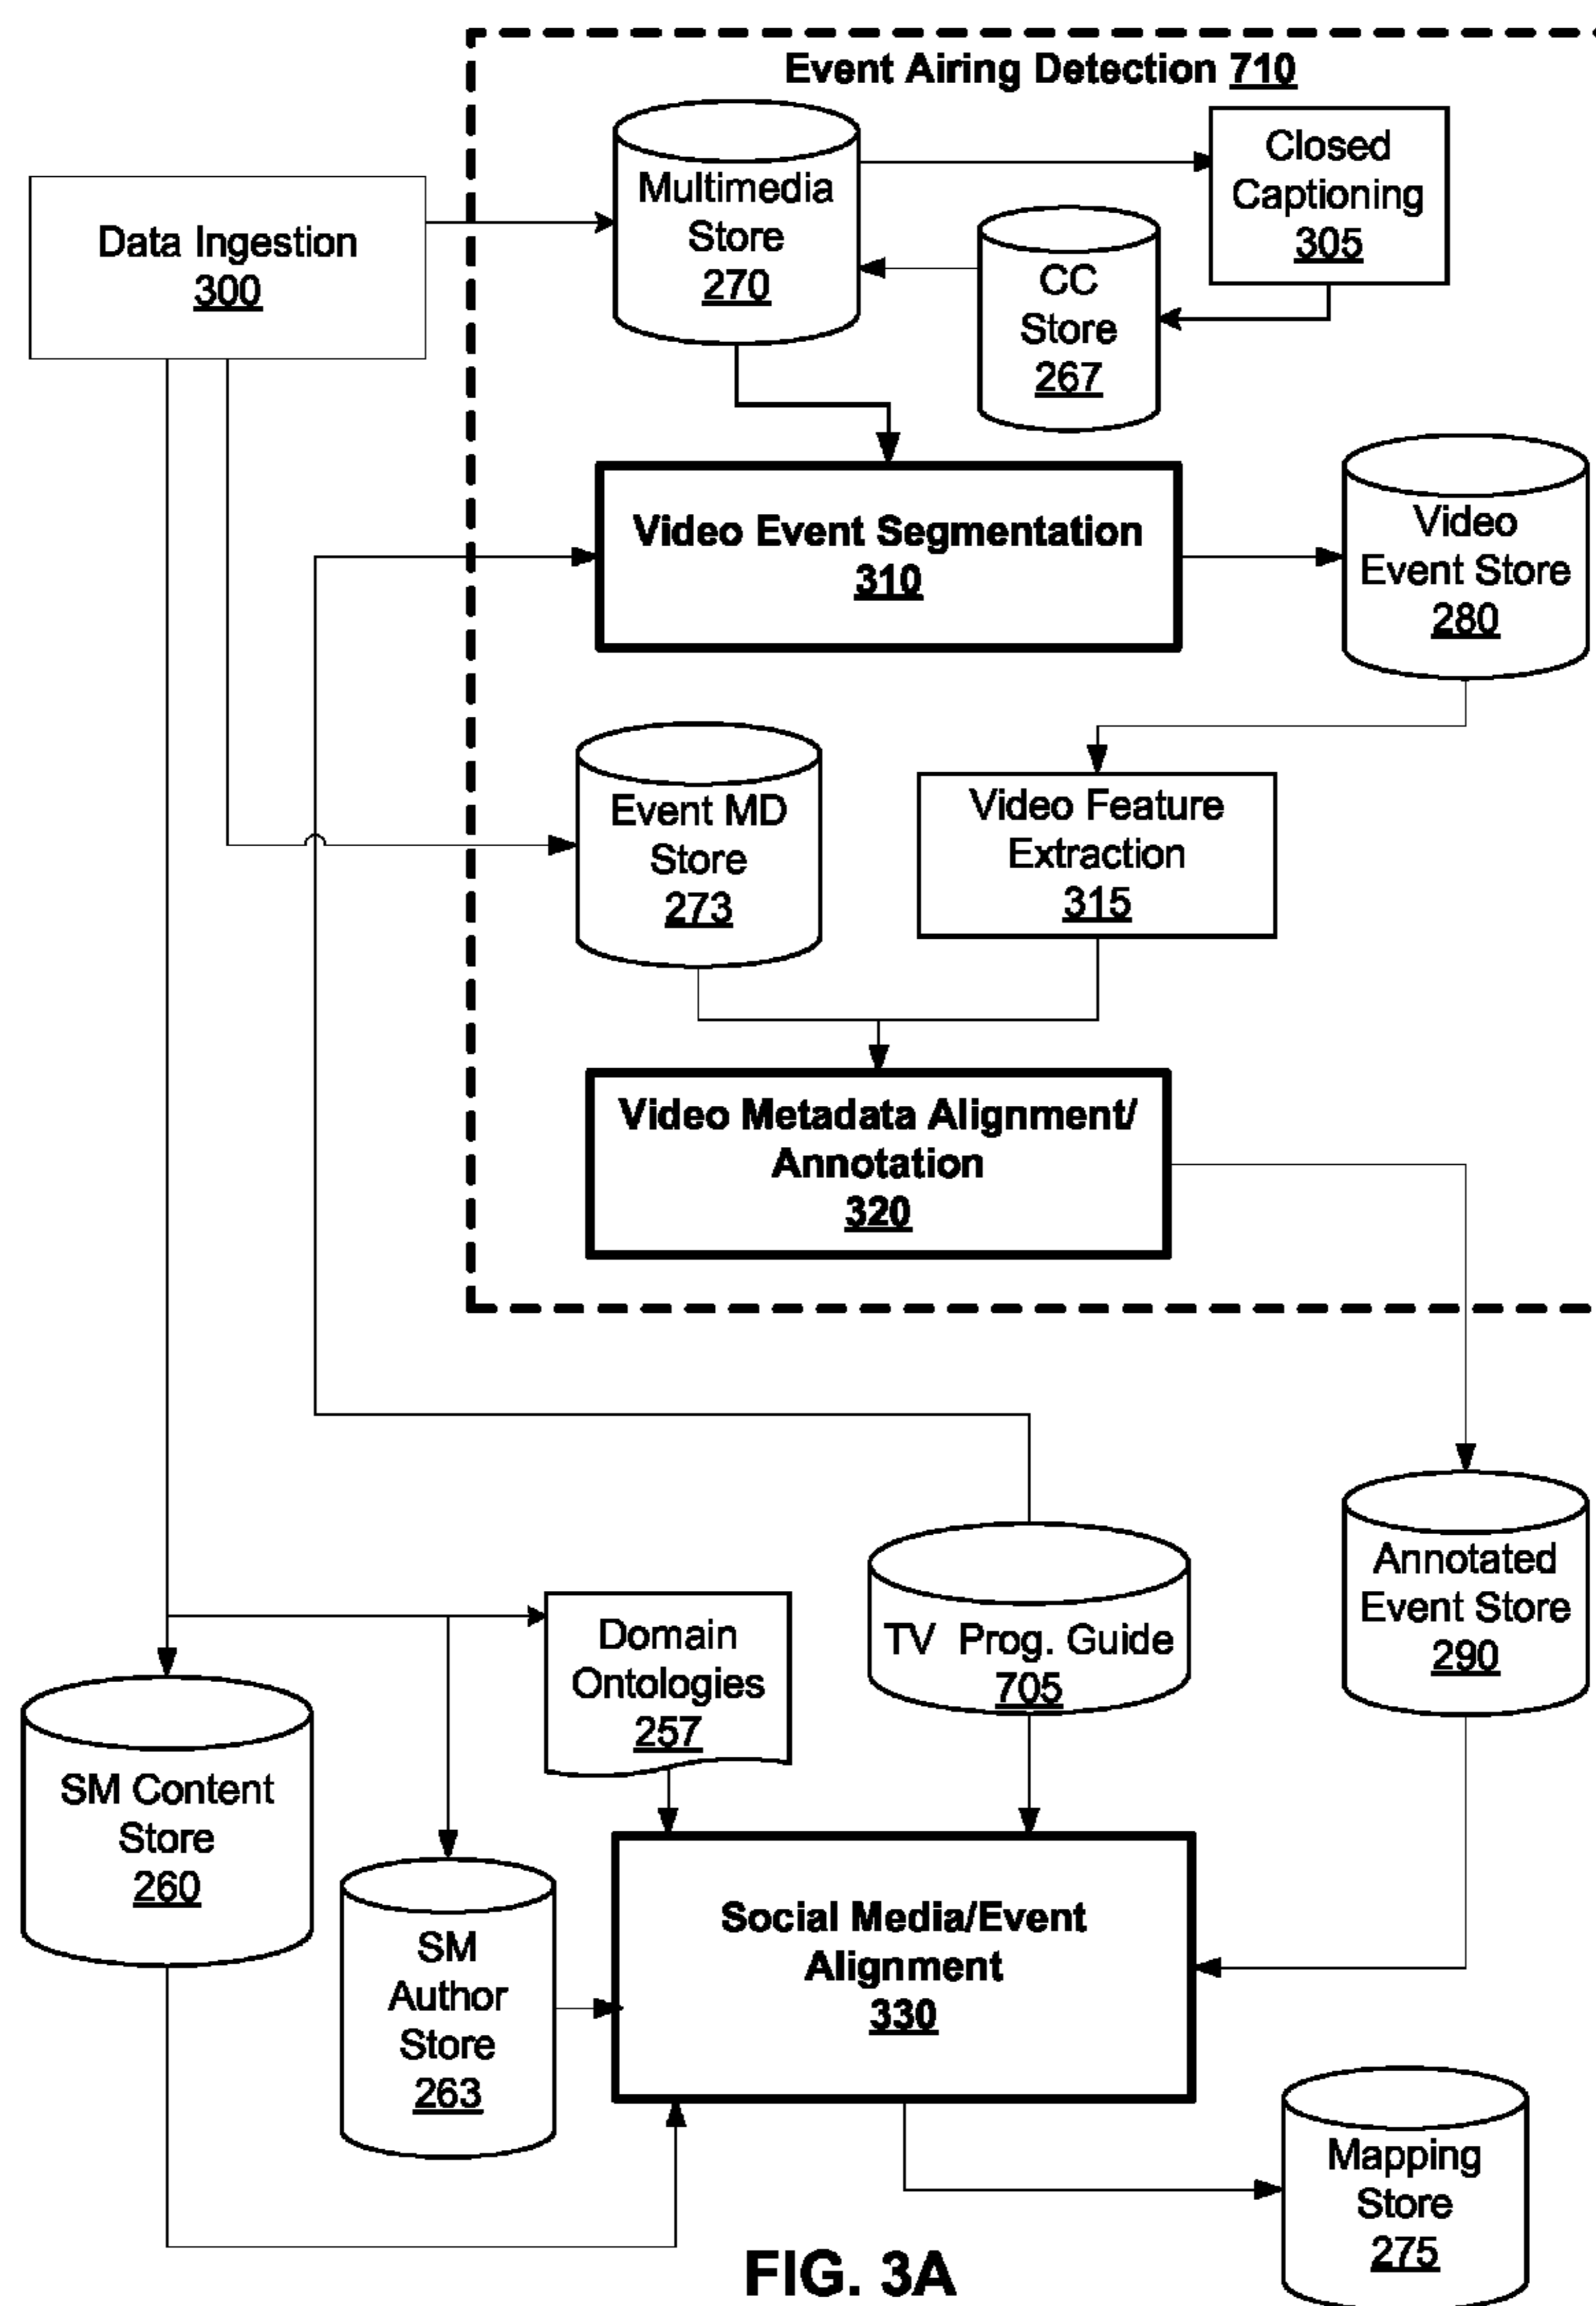 Event Airing Detection 710
Data Ingestion
300
Multimedia
Store
270
Closed
Captioning
305
CC
Store
267
Video Event Segmentation
310
Video
Event Store
280
Event MD
Store
273
Video Feature
Extraction
315
Video Metadata Alignment/
Annotation
320
Domain
Ontologies
257
TV Prog. Guide
705
Annotated
Event Store
290
SM Content
Store
260
SM
Author
Store
263
Social Media/Event
Alignment
330
Mapping
Store
275
FIG. 3A